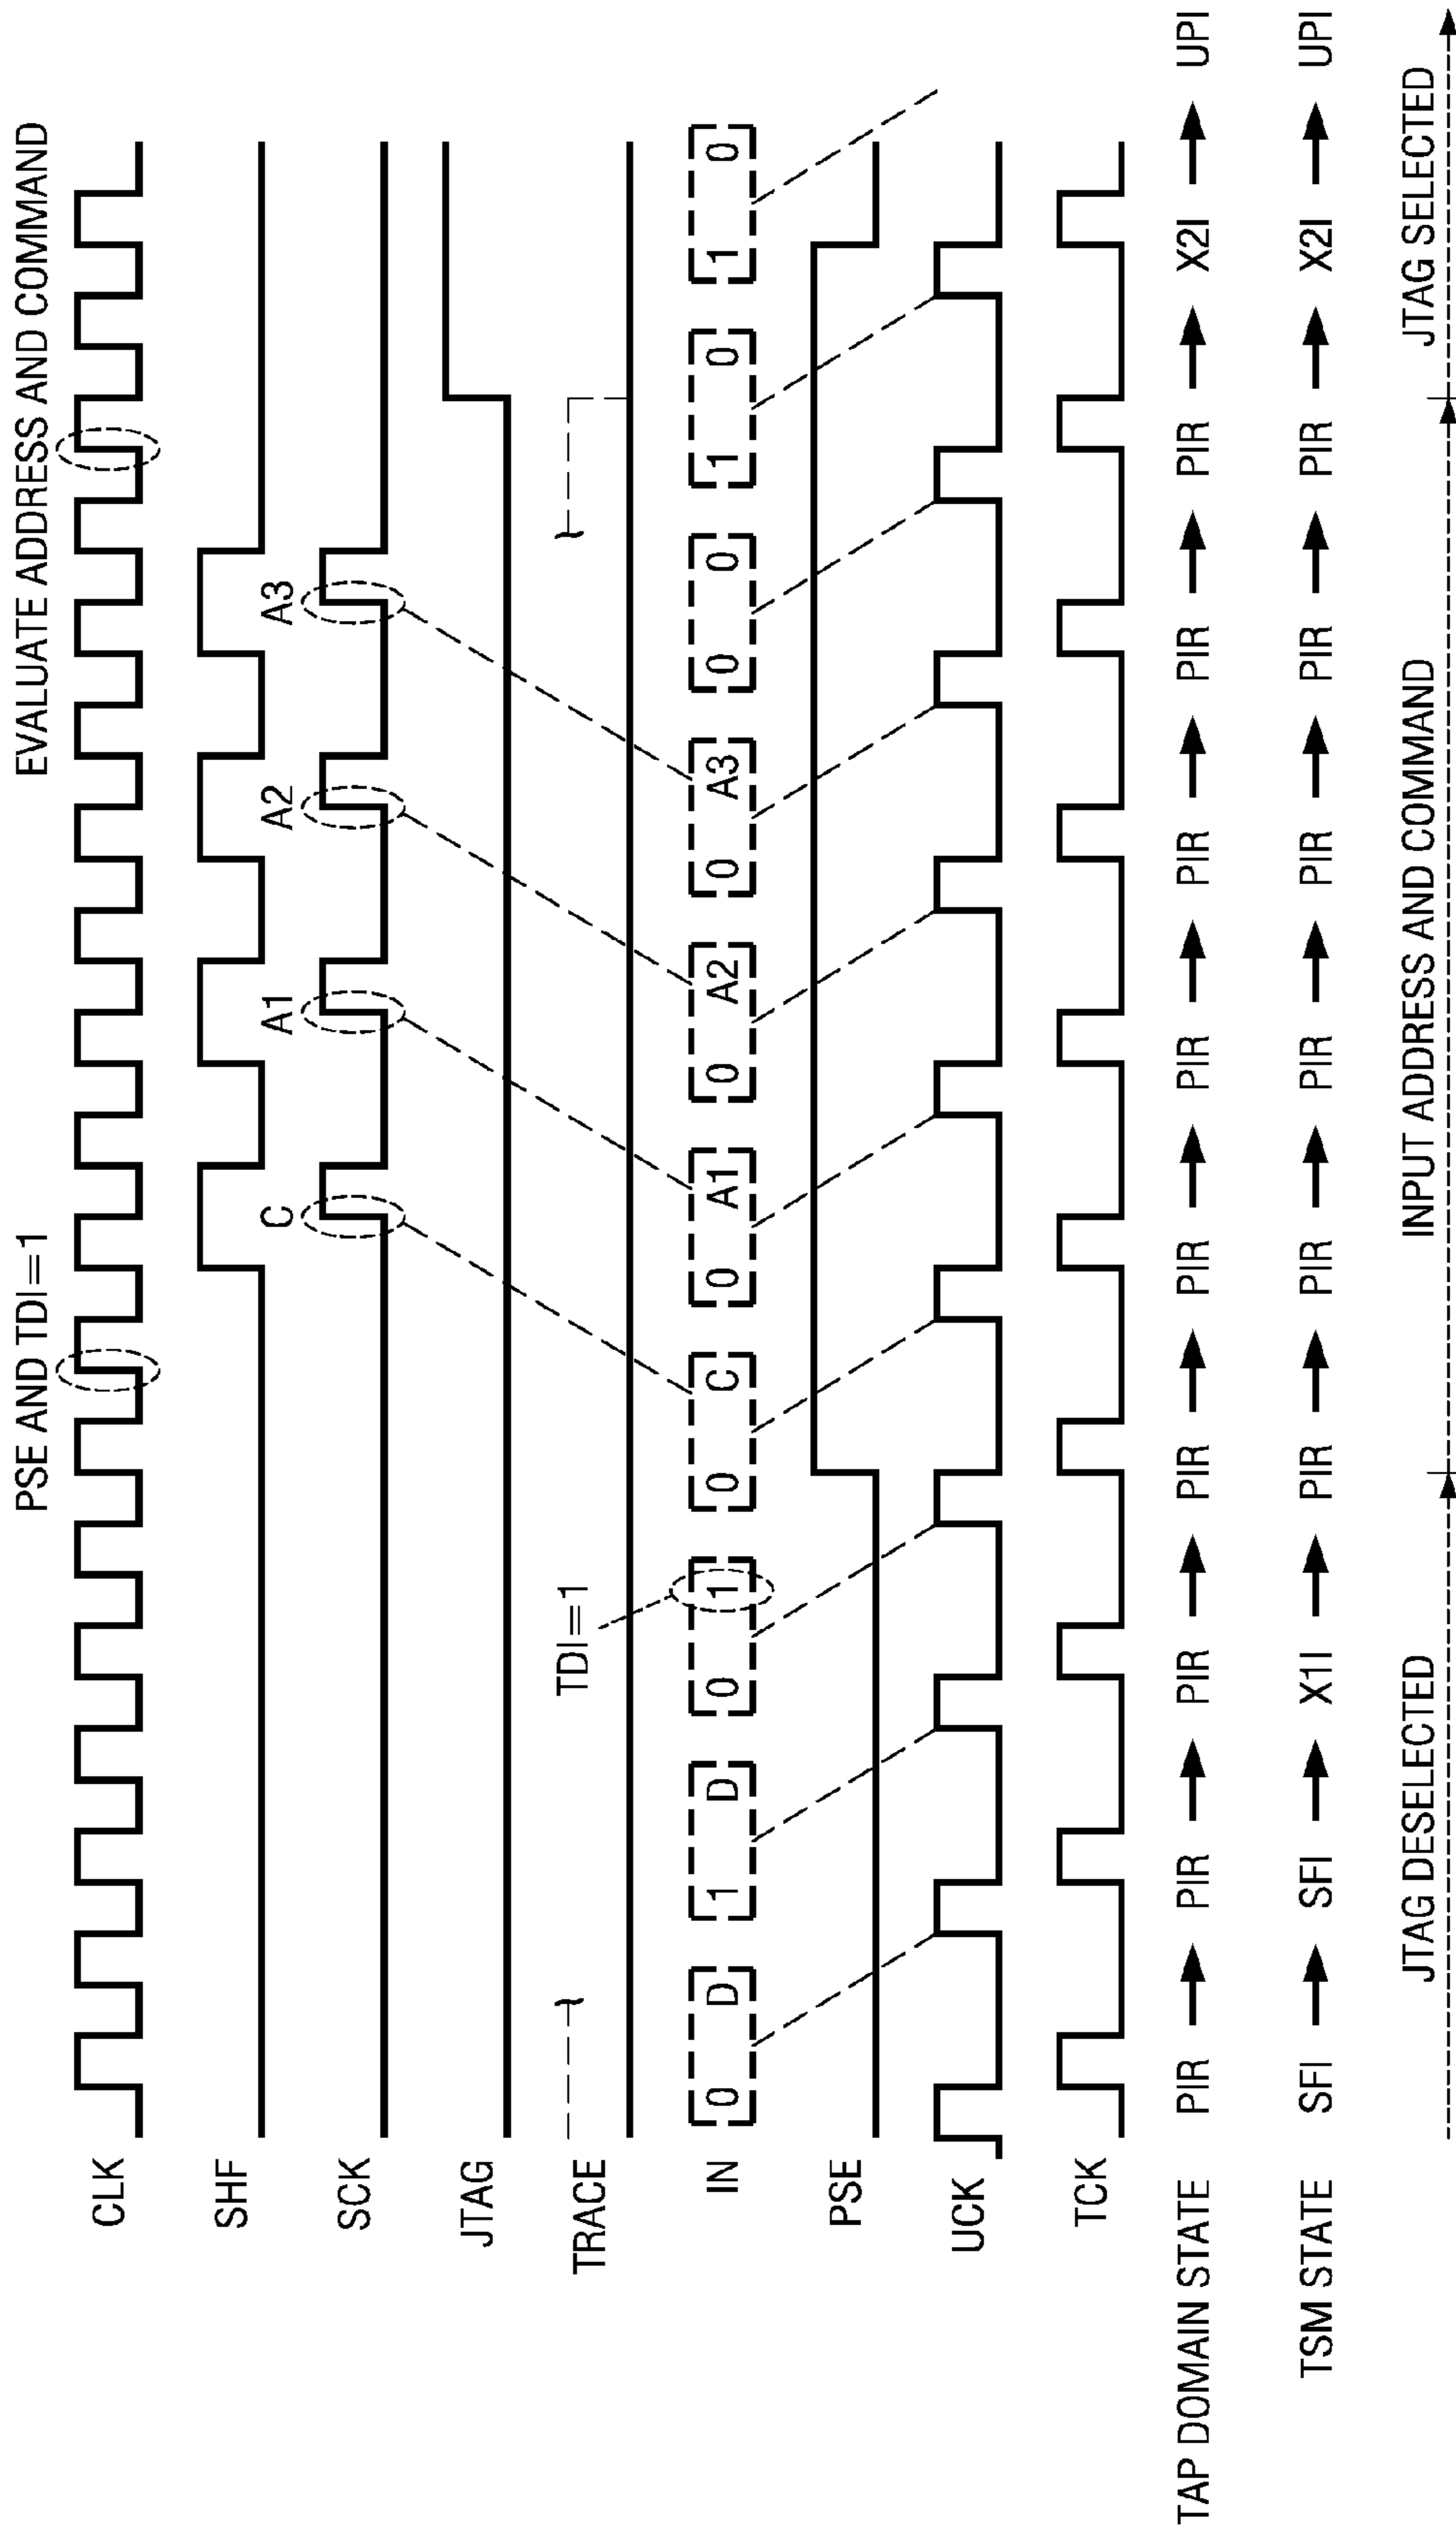 PSE AND TDI=1 EVALUATE ADDRESS AND COMMAND
CLK
SHF
C A1 A2 A3
SCK
JTAG
TDI=1
TRACE
IN 0 D 1 D 0 1 0 C 0 A1 0 A2 0 A3 0 0 1 0 1 0
PSE
UCK
TCK
TAP DOMAIN STATE PIR → PIR → PIR → PIR → PIR → PIR → PIR → PIR → PIR → X2I → UPI
TSM STATE SFI → SFI → X1I → PIR → PIR → PIR → PIR → PIR → PIR → X2I → UPI
JTAG DESELECTED INPUT ADDRESS AND COMMAND JTAG SELECTED